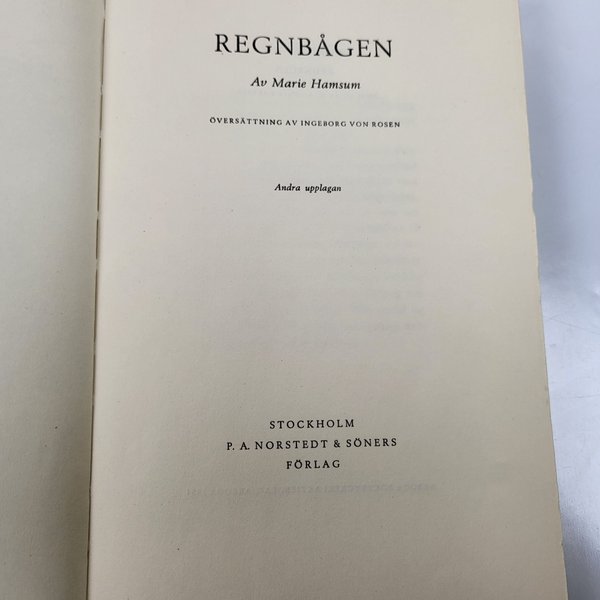 REGNBÅGEN
Av Marie Hamsum
ÖVERSÄTTNING AV INGEBORG VON ROSEN
Andra upplagan
STOCKHOLM
P. A. NORSTEDT & SÖNERS
FÖRLAG